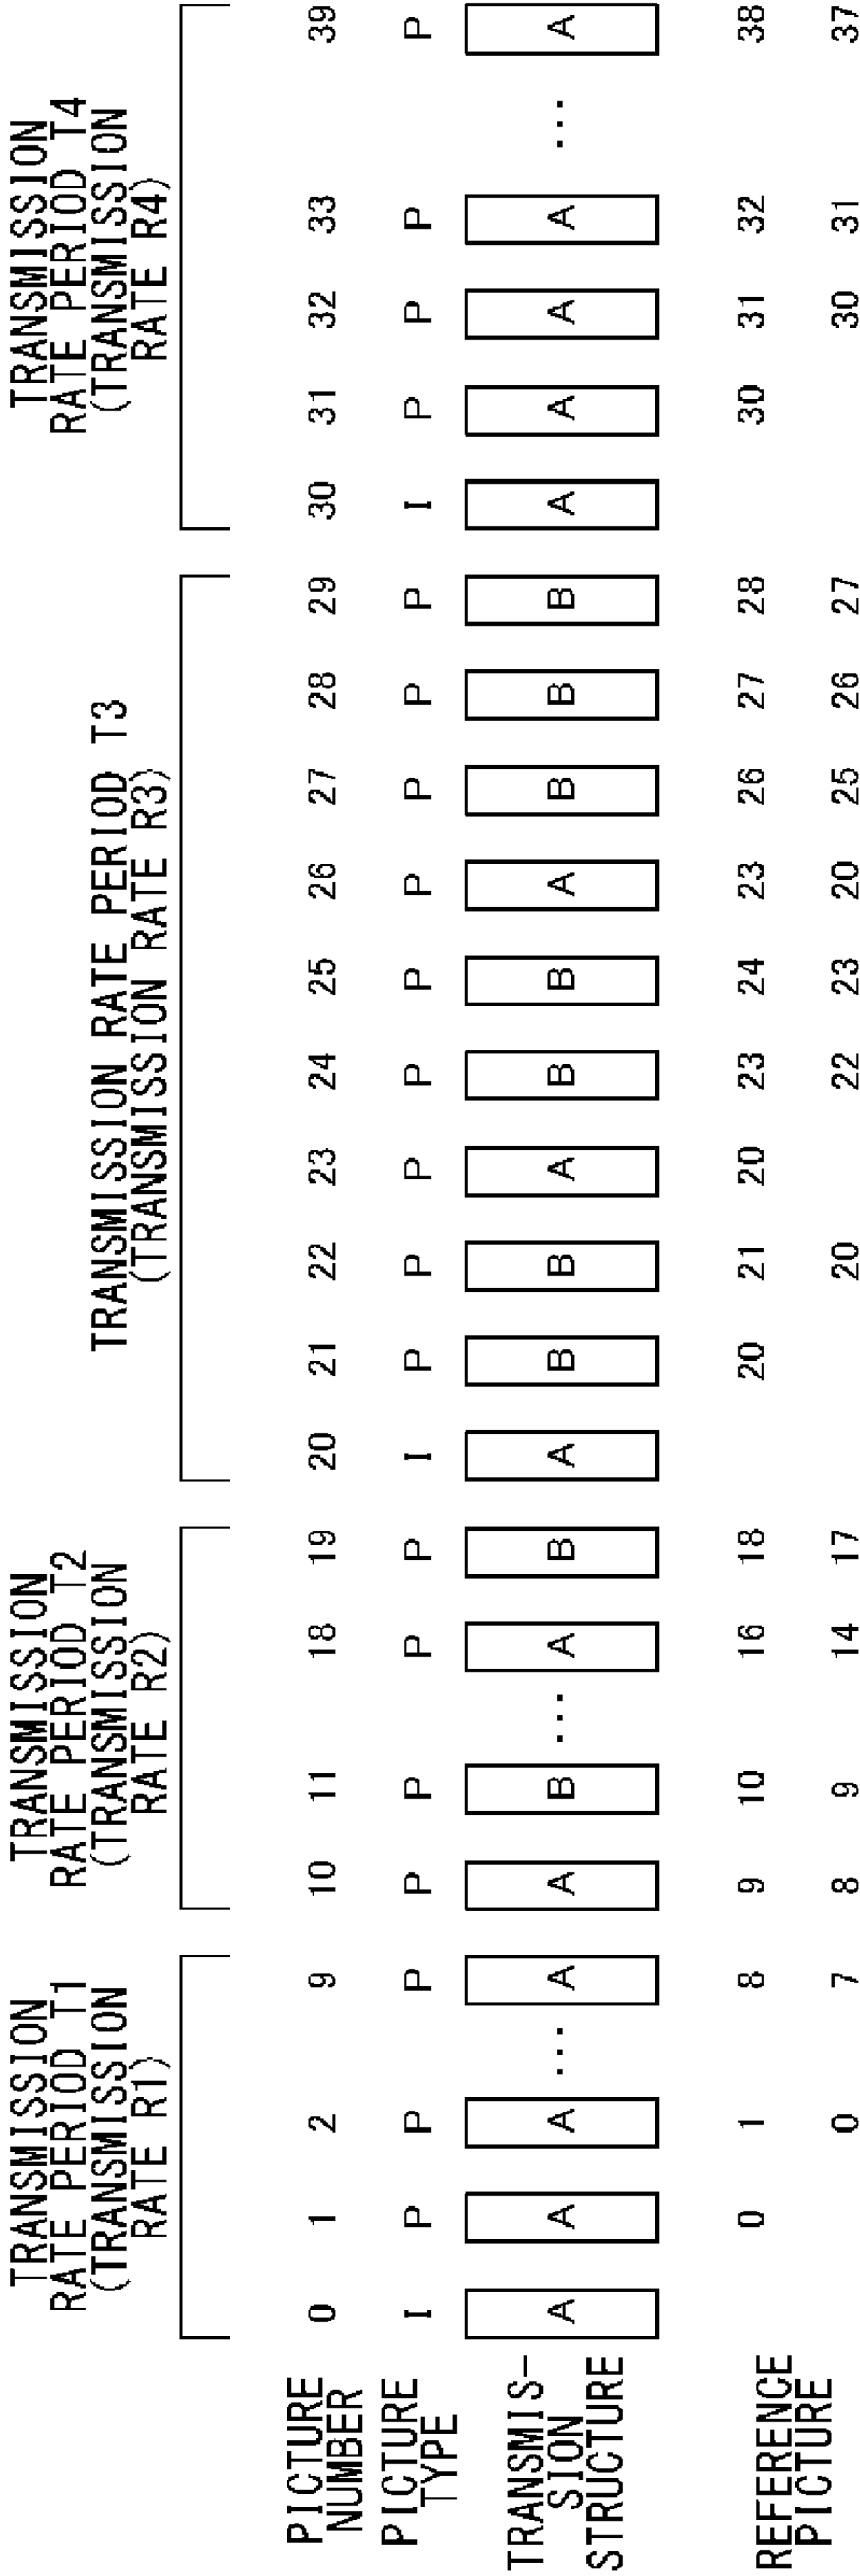 TRANSMISSION
RATE PERIOD T1
(TRANSMISSION
RATE R1)
TRANSMISSION
RATE PERIOD T2
(TRANSMISSION
RATE R2)
TRANSMISSION RATE PERIOD T3
(TRANSMISSION RATE R3)
TRANSMISSION
RATE PERIOD T4
(TRANSMISSION
RATE R4)
PICTURE
NUMBER
0 1 2 9 10 11 18 19 20 21 22 23 24 25 26 27 28 29 30 31 32 33 39
PICTURE
TYPE
I P P P P P P P I P P P P P P P P P I P P P P
TRANSMIS-
SION
STRUCTURE
A A A ... A A B ... A B A B B A B B A B B B A A A A ... A
REFERENCE
PICTURE
0 1 8 9 10 16 18 20 21 20 23 24 23 26 27 28 30 31 32 38
0 7 8 9 14 17 20 22 23 20 25 26 27 30 31 37